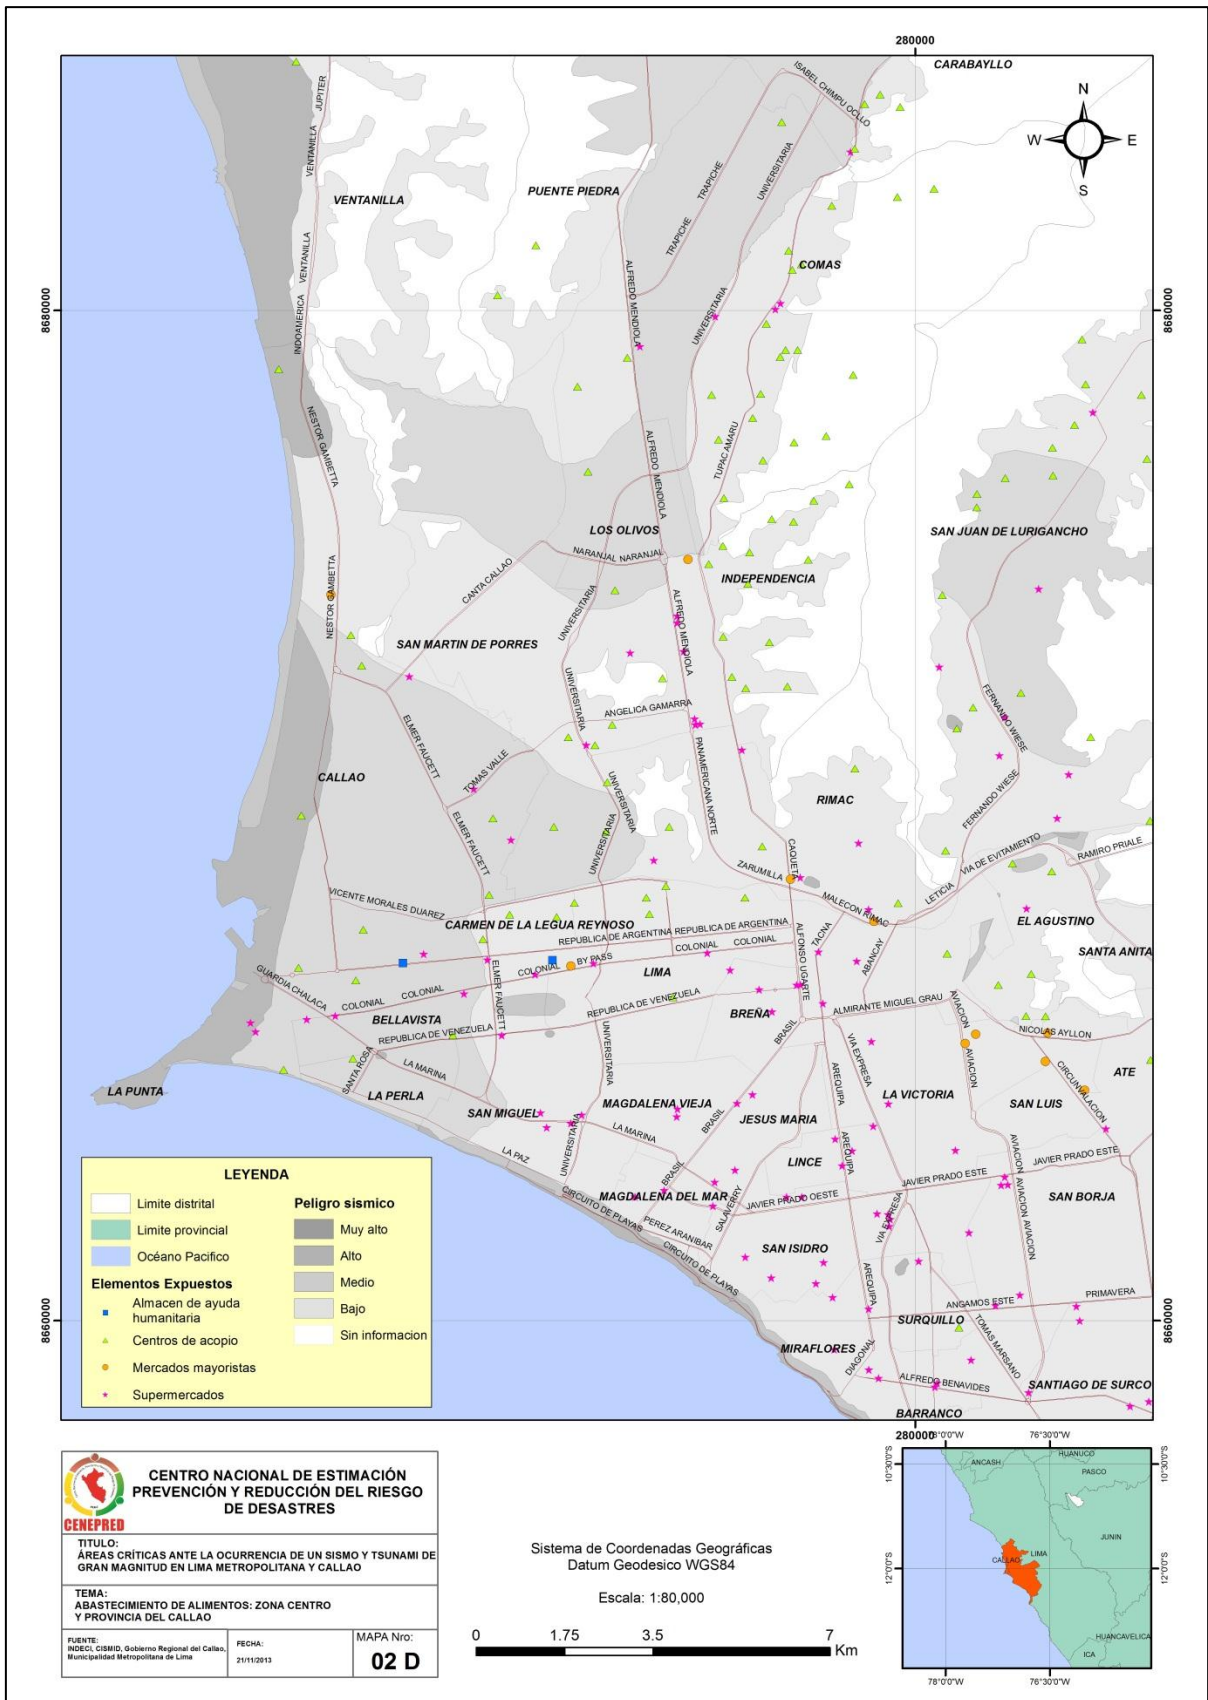 280000
CARABAYLLO
ISABEL CHIMPU OCLLO
N
W
E
S
JUPITER
VENTANILLA
VENTANILLA
PUENTE PIEDRA
TRAPICHE
UNIVERSITARIA
TRAPICHE
VENTANILLA
INDOAMERICA
ALFREDO MENDIOLA
COMAS
UNIVERSITARIA
8680000
8680000
NESTOR GAMBETTA
ALFREDO MENDIOLA
TUPAC AMARU
LOS OLIVOS
SAN JUAN DE LURIGANCHO
NARANJAL NARANJAL
CANTA CALLAO
INDEPENDENCIA
NESTOR GAMBETTA
UNIVERSITARIA
ALFREDO MENDIOLA
SAN MARTIN DE PORRES
UNIVERSITARIA
ANGELICA GAMARRA
FERNANDO WIESE
ELMER FAUCETT
CALLAO
TOMAS VALLE
UNIVERSITARIA
PANAMERICANA NORTE
RIMAC
FERNANDO WIESE
ELMER FAUCETT
UNIVERSITARIA
CAQUETA
ZARUMILLA
VIA DE EVITAMIENTO
RAMIRO PRIALE
LETICIA
MALECON RIMAC
VICENTE MORALES DUAREZ
CARMEN DE LA LEGUA REYNOSO
REPUBLICA DE ARGENTINA REPUBLICA DE ARGENTINA
EL AGUSTINO
SANTA ANITA
TACNA
ABANCAY
ALFONSO UGARTE
COLONIAL COLONIAL
COLONIAL BY PASS
LIMA
GUARDIA CHALACA
COLONIAL COLONIAL
ELMER FAUCETT
REPUBLICA DE VENEZUELA
BELLAVISTA
REPUBLICA DE VENEZUELA
BREÑA
BRASIL
ALMIRANTE MIGUEL GRAU
AVIACION
NICOLAS AYLLON
SANTA ROSA
LA MARINA
UNIVERSITARIA
VIA EXPRESA
AREQUIPA
AVIACION
CIRCUNVALACION
ATE
LA PUNTA
LA PERLA
SAN MIGUEL
MAGDALENA VIEJA
BRASIL
JESUS MARIA
LA VICTORIA
SAN LUIS
LA MARINA
UNIVERSITARIA
LA PAZ
AREQUIPA
LINCE
AVIACION
JAVIER PRADO ESTE
JAVIER PRADO ESTE
BRASIL
MAGDALENA DEL MAR
JAVIER PRADO OESTE
SALAVERRY
SAN BORJA
VIA EXPRESA
AVIACION AVIACION
CIRCUITO DE PLAYAS
PEREZ ARANIBAR
CIRCUITO DE PLAYAS
SAN ISIDRO
AREQUIPA
ANGAMOS ESTE
PRIMAVERA
SURQUILLO
8660000
MIRAFLORES
DIAGONAL
TOMAS MARSANO
ALFREDO BENAVIDES
SANTIAGO DE SURCO
BARRANCO
280000
LEYENDA
Limite distrital
Limite provincial
Océano Pacifico
Elementos Expuestos
Almacen de ayuda
humanitaria
Centros de acopio
Mercados mayoristas
Supermercados
Peligro sismico
Muy alto
Alto
Medio
Bajo
Sin informacion
CENEPRED
CENTRO NACIONAL DE ESTIMACIÓN
PREVENCIÓN Y REDUCCIÓN DEL RIESGO
DE DESASTRES
TITULO:
ÁREAS CRÍTICAS ANTE LA OCURRENCIA DE UN SISMO Y TSUNAMI DE
GRAN MAGNITUD EN LIMA METROPOLITANA Y CALLAO
TEMA:
ABASTECIMIENTO DE ALIMENTOS: ZONA CENTRO
Y PROVINCIA DEL CALLAO
FUENTE:
INDECI, CISMID, Gobierno Regional del Callao,
Municipalidad Metropolitana de Lima
FECHA:
21/11/2013
MAPA Nro:
02 D
Sistema de Coordenadas Geográficas
Datum Geodesico WGS84
Escala: 1:80,000
0 1.75 3.5 7
Km
78°0'0"W 76°30'0"W
10°30'0"S
12°0'0"S
ANCASH
HUANUCO
PASCO
JUNIN
LIMA
CALLAO
HUANCAVELICA
ICA
10°30'0"S
12°0'0"S
78°0'0"W 76°30'0"W
8660000